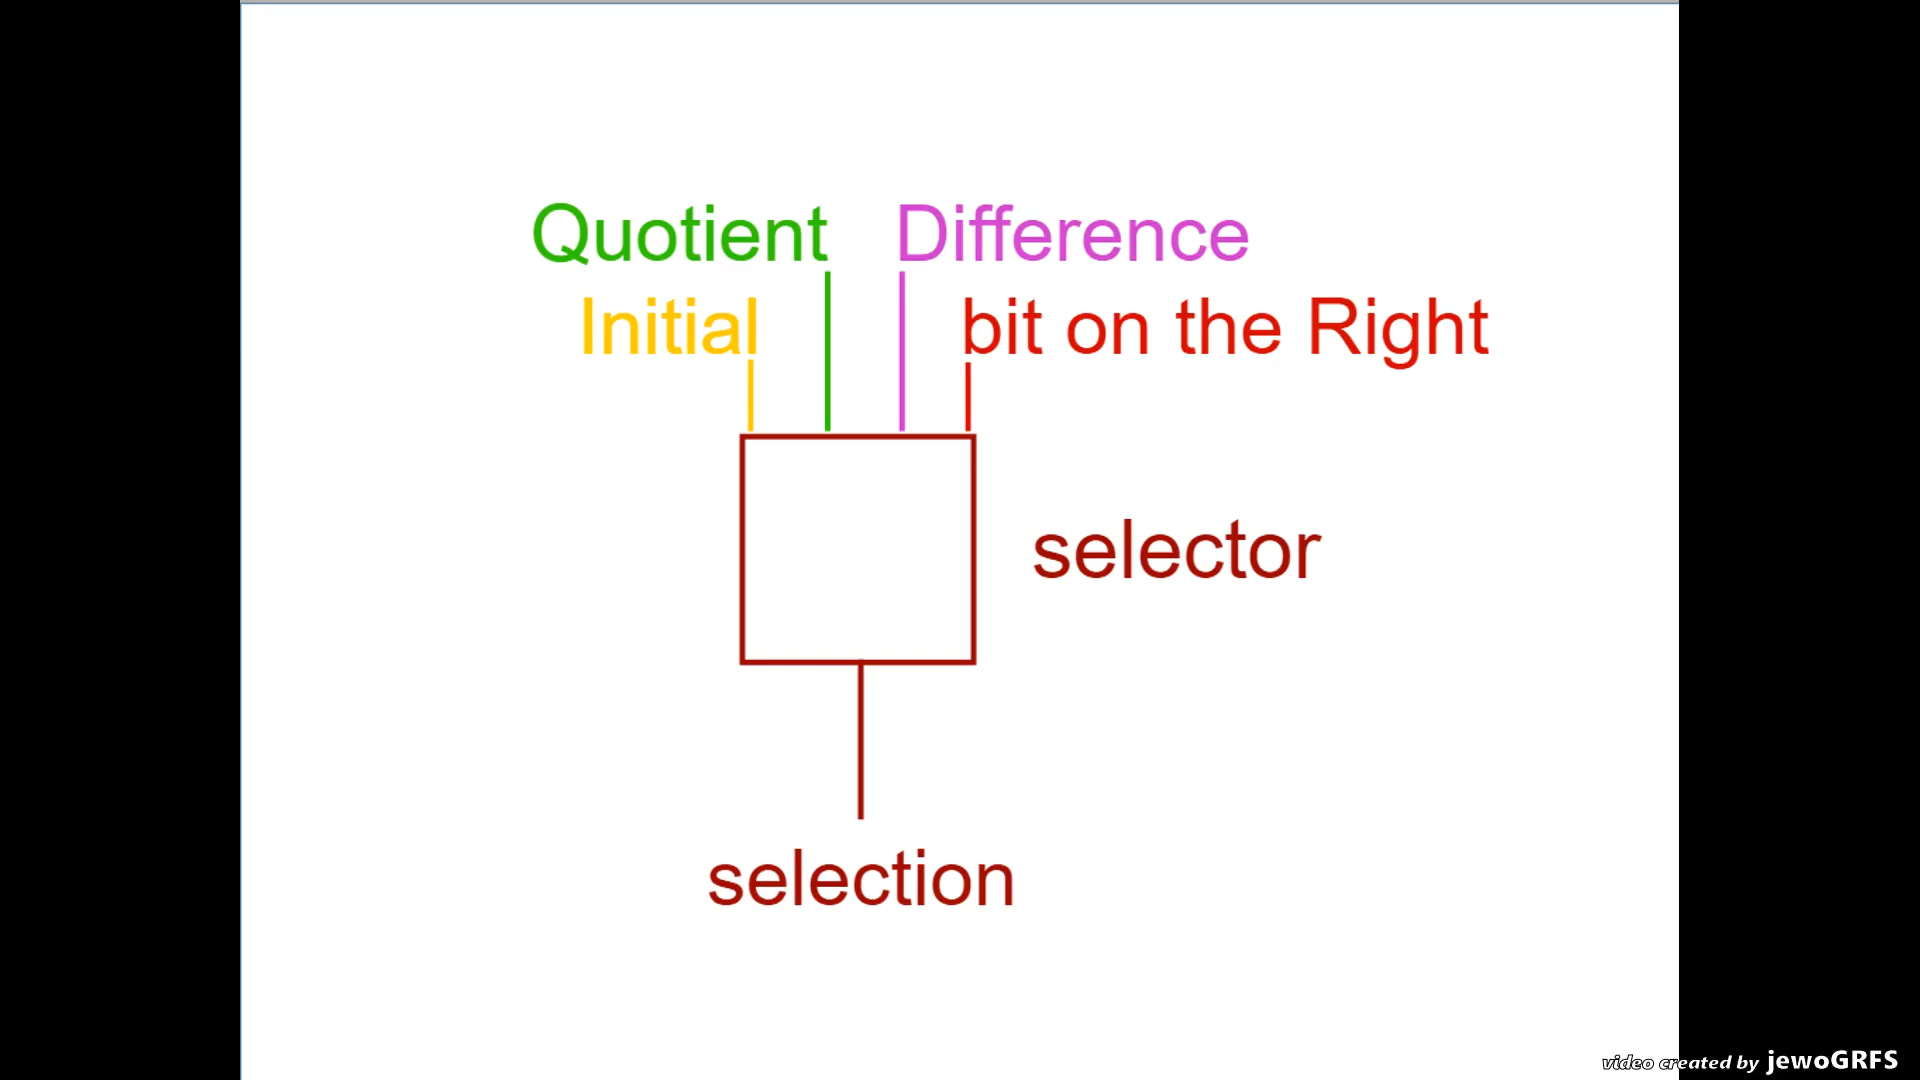 Quotient Difference
Initial bit on the Right
selector
selection
video created by jewoGRFS